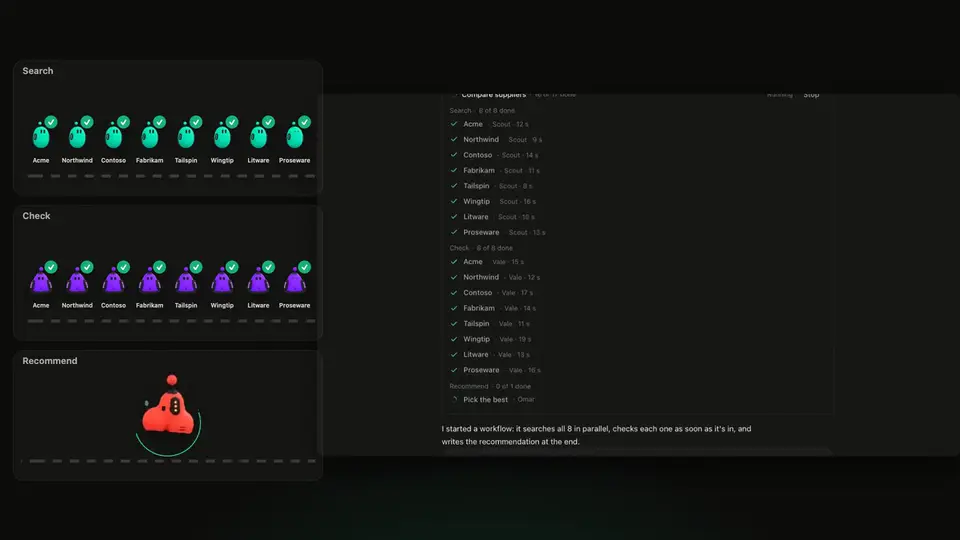 Search
Acme Northwind Contoso Fabrikam Tailspin Wingtip Litware Proseware
Check
Acme Northwind Contoso Fabrikam Tailspin Wingtip Litware Proseware
Recommend
Compare suppliers
Stop
Search · 8 of 8 done
Acme · Scout · 12 s
Northwind · Scout · 9 s
Contoso · Scout · 14 s
Fabrikam · Scout · 11 s
Tailspin · Scout · 8 s
Wingtip · Scout · 16 s
Litware · Scout · 10 s
Proseware · Scout · 13 s
Check · 8 of 8 done
Acme · Vale · 15 s
Northwind · Vale · 12 s
Contoso · Vale · 17 s
Fabrikam · Vale · 14 s
Tailspin · Vale · 11 s
Wingtip · Vale · 19 s
Litware · Vale · 13 s
Proseware · Vale · 16 s
Recommend · 0 of 1 done
Pick the best · Omar
I started a workflow: it searches all 8 in parallel, checks each one as soon as it's in, and
writes the recommendation at the end.